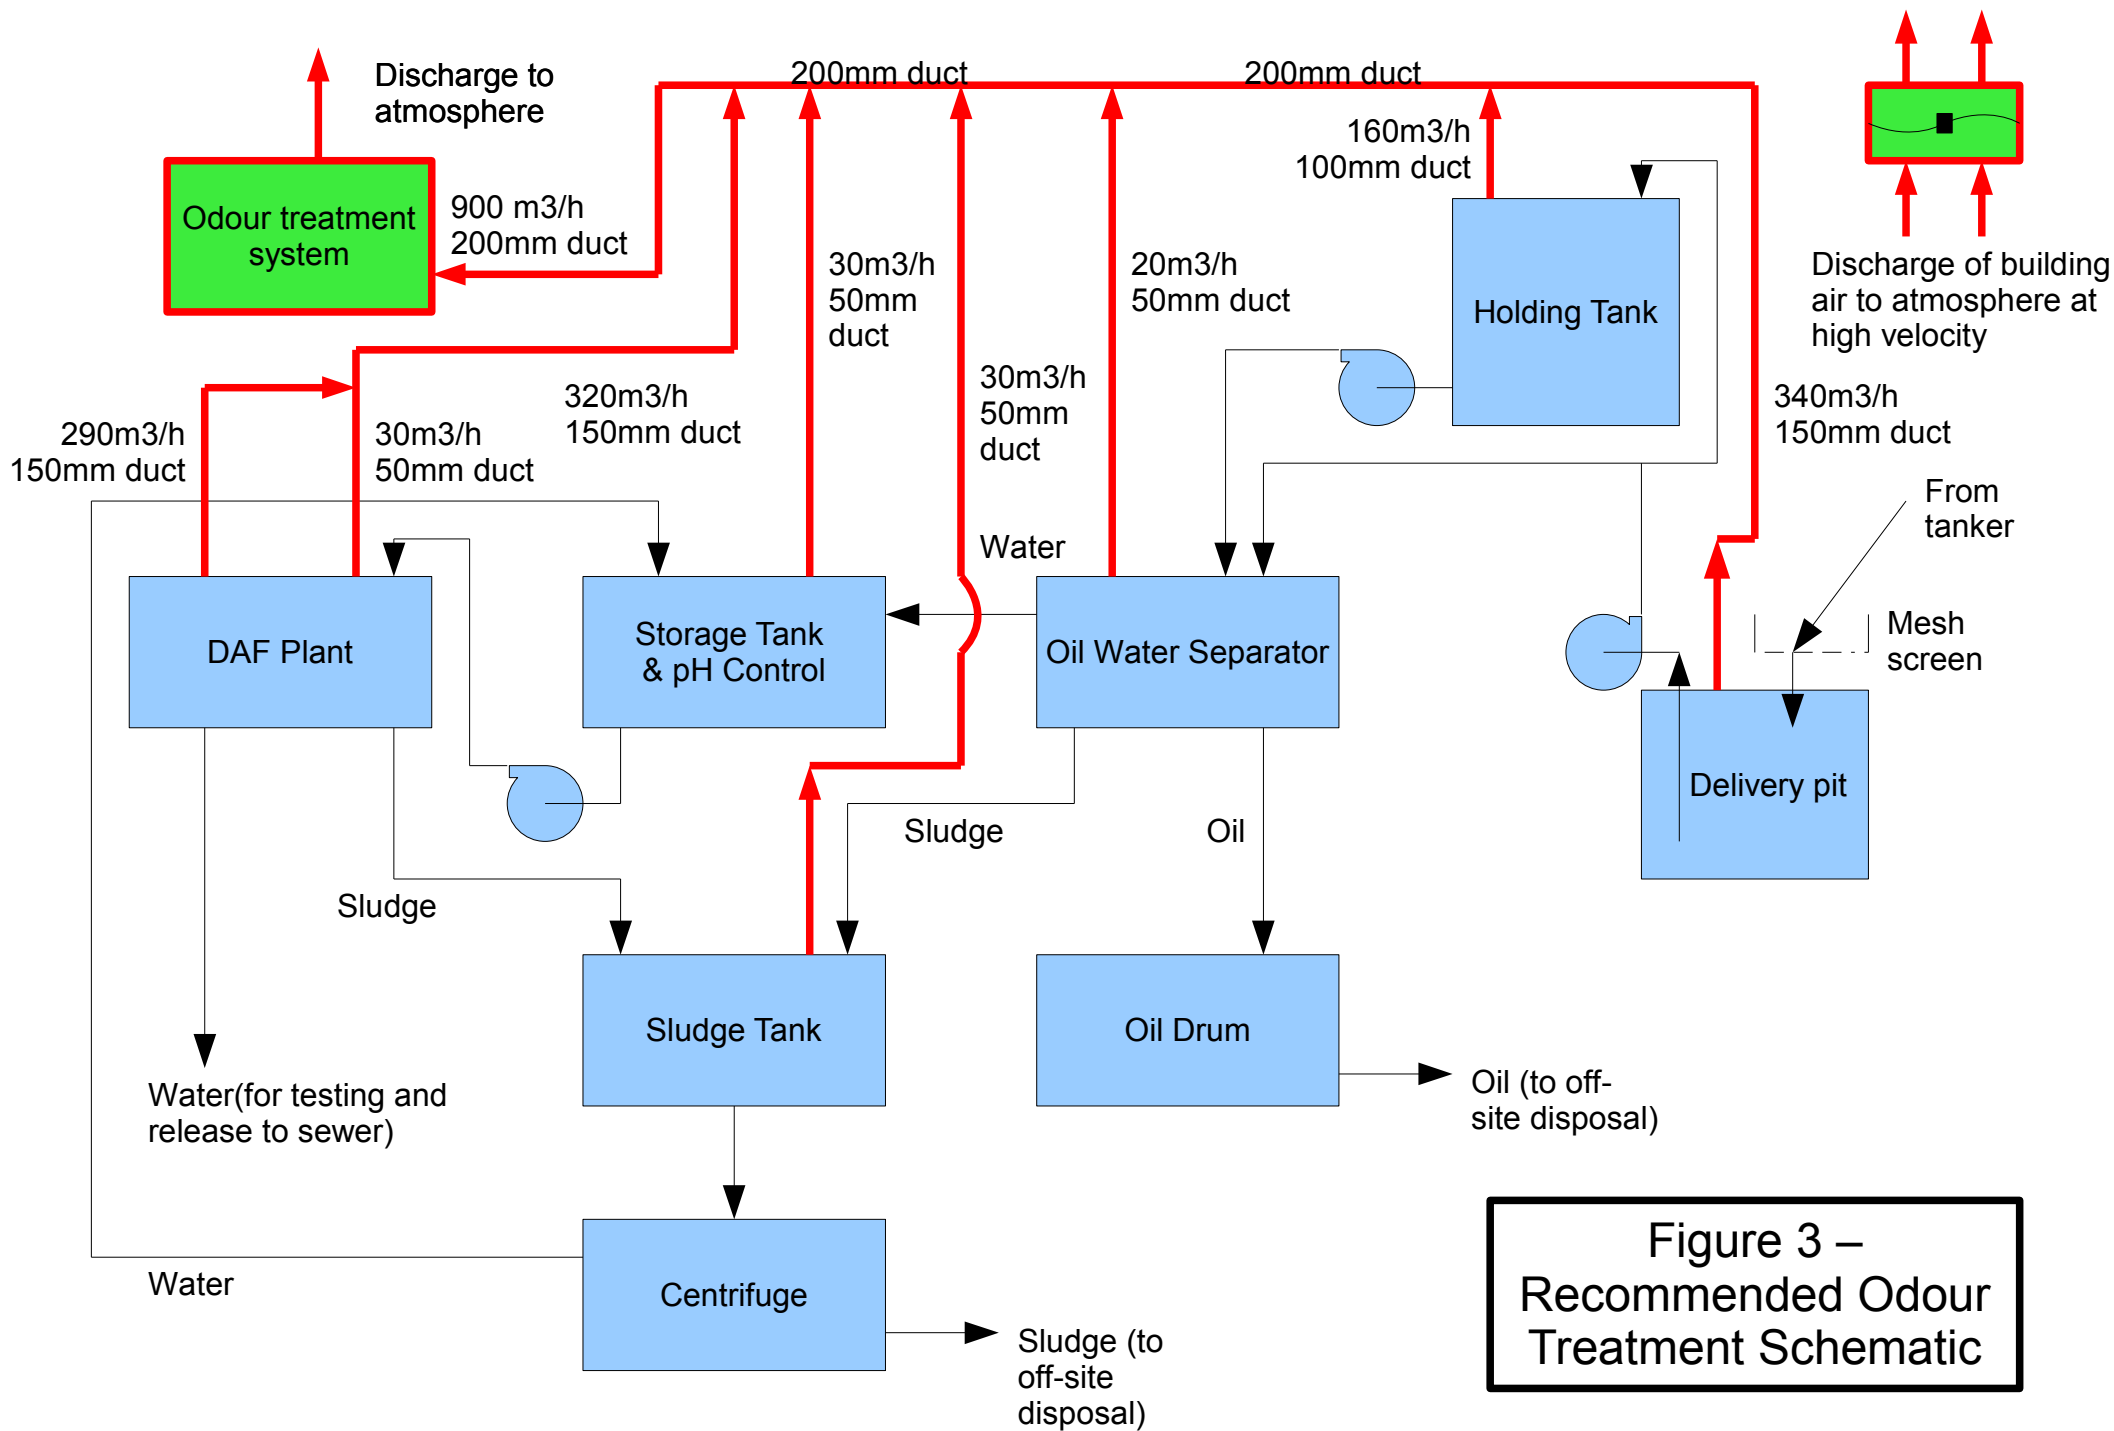 Discharge to
atmosphere
200mm duct
200mm duct
160m3/h
100mm duct
Odour treatment
system
900 m3/h
200mm duct
30m3/h
50mm
duct
20m3/h
50mm duct
Holding Tank
Discharge of building
air to atmosphere at
high velocity
290m3/h
150mm duct
30m3/h
50mm duct
320m3/h
150mm duct
30m3/h
50mm
duct
340m3/h
150mm duct
From
tanker
Water
DAF Plant
Storage Tank
& pH Control
Oil Water Separator
Mesh
screen
Delivery pit
Sludge
Sludge
Oil
Sludge Tank
Oil Drum
Water(for testing and
release to sewer)
Oil (to off-
site disposal)
Water
Centrifuge
Sludge (to
off-site
disposal)
Figure 3 –
Recommended Odour
Treatment Schematic